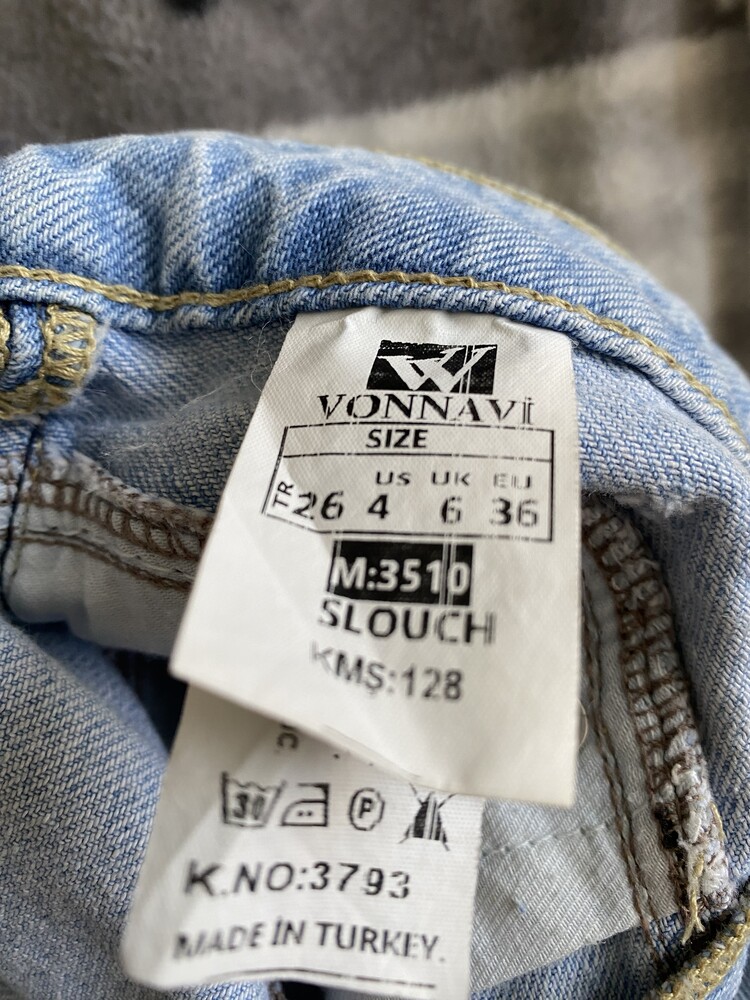 VONNAVİ
SIZE
US UK EU
TR 26 4 6 36
M:3510
SLOUCH
KMŞ:128
30 P
K.NO:3793
MADE İN TURKEY.